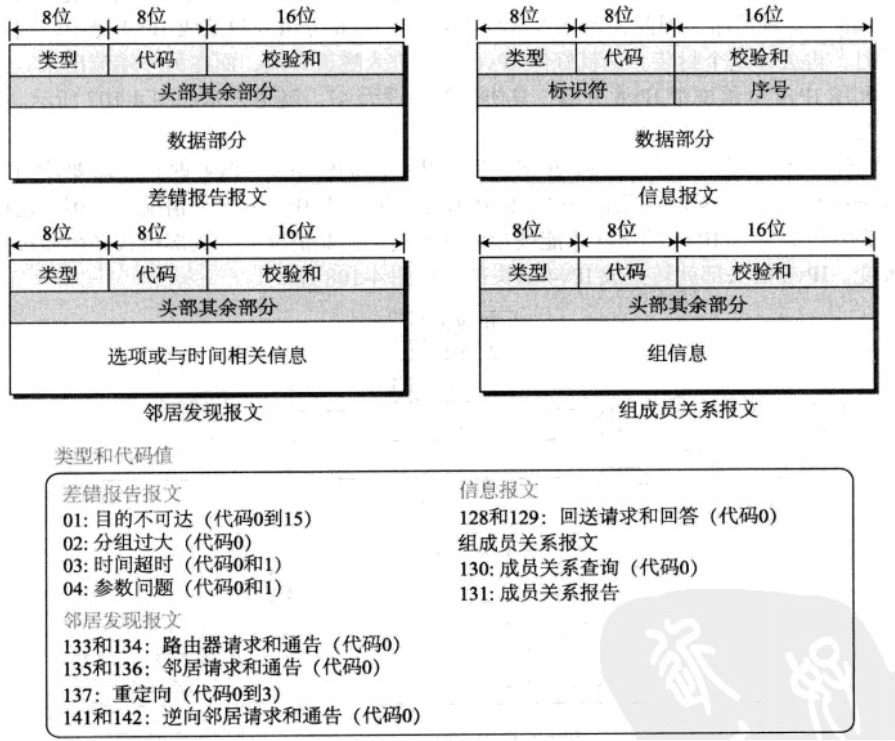 8位 8位 16位
类型 代码 校验和
头部其余部分
数据部分
差错报告报文
8位 8位 16位
类型 代码 校验和
标识符 序号
数据部分
信息报文
8位 8位 16位
类型 代码 校验和
头部其余部分
选项或与时间相关信息
邻居发现报文
8位 8位 16位
类型 代码 校验和
头部其余部分
组信息
组成员关系报文
类型和代码值
差错报告报文
01: 目的不可达（代码0到15）
02: 分组过大（代码0）
03: 时间超时（代码0和1）
04: 参数问题（代码0和1）
邻居发现报文
133和134：路由器请求和通告（代码0）
135和136：邻居请求和通告（代码0）
137：重定向（代码0到3）
141和142：逆向邻居请求和通告（代码0）
信息报文
128和129：回送请求和回答（代码0）
组成员关系报文
130: 成员关系查询（代码0）
131: 成员关系报告